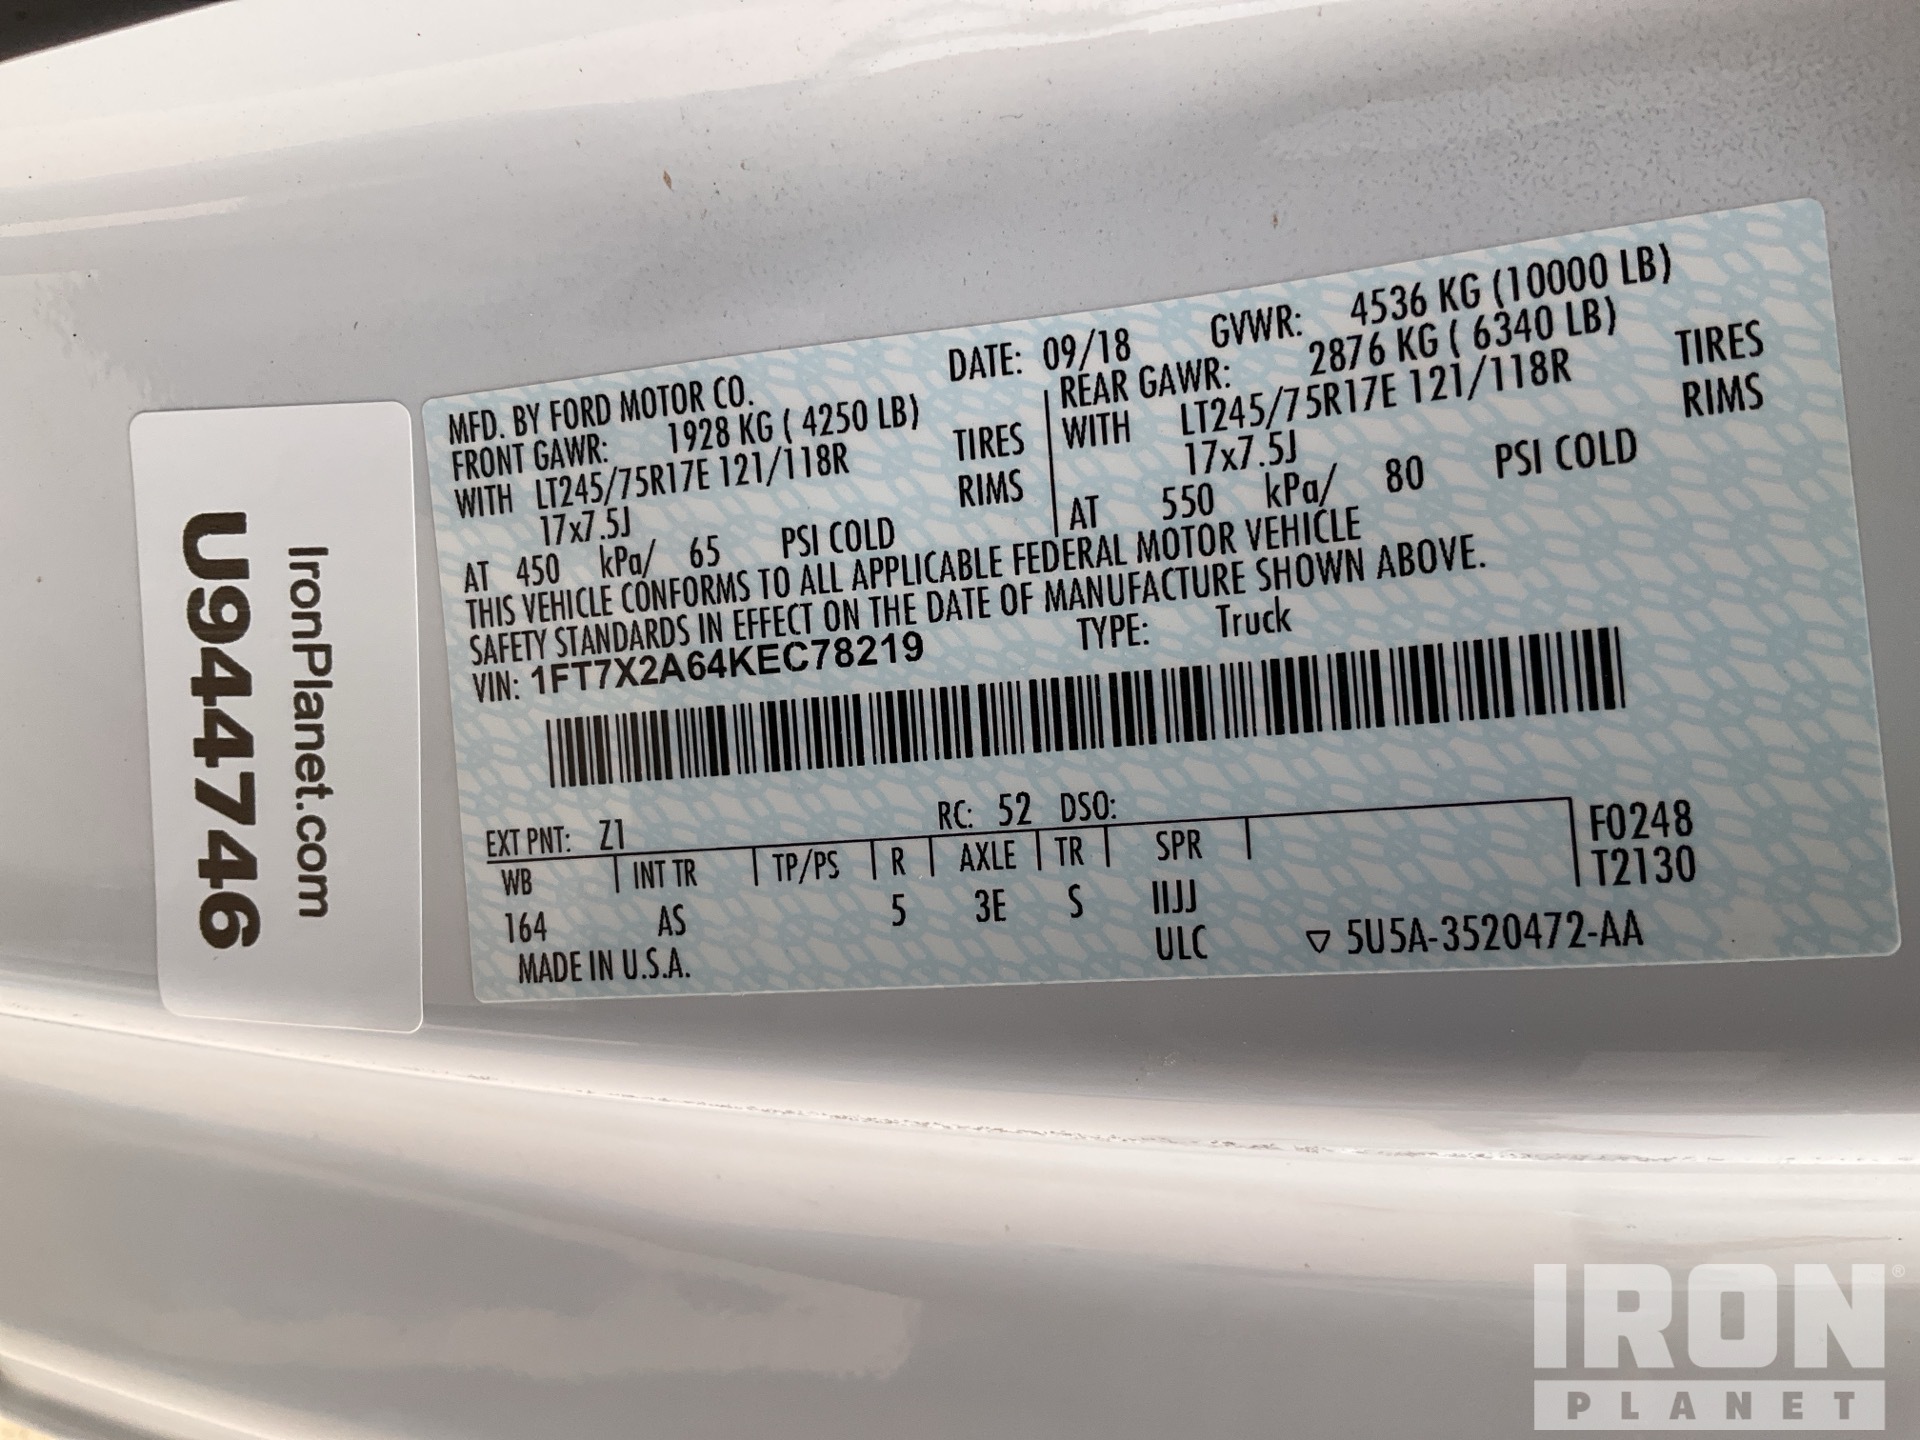 IronPlanet.com
U944746
MFD. BY FORD MOTOR CO.
DATE: 09/18 GVWR: 4536 KG (10000 LB)
FRONT GAWR: 1928 KG ( 4250 LB)
REAR GAWR: 2876 KG ( 6340 LB)
WITH LT245/75R17E 121/118R TIRES
WITH LT245/75R17E 121/118R TIRES
17x7.5J RIMS
17x7.5J RIMS
AT 450 kPa/ 65 PSI COLD
AT 550 kPa/ 80 PSI COLD
THIS VEHICLE CONFORMS TO ALL APPLICABLE FEDERAL MOTOR VEHICLE
SAFETY STANDARDS IN EFFECT ON THE DATE OF MANUFACTURE SHOWN ABOVE.
VIN: 1FT7X2A64KEC78219 TYPE: Truck
EXT PNT: Z1 RC: 52 DSO:
WB INT TR TP/PS R AXLE TR SPR
F0248
T2130
164 AS 5 3E S IIJJ
MADE IN U.S.A. ULC ▽ 5U5A-3520472-AA
IRON®
PLANET